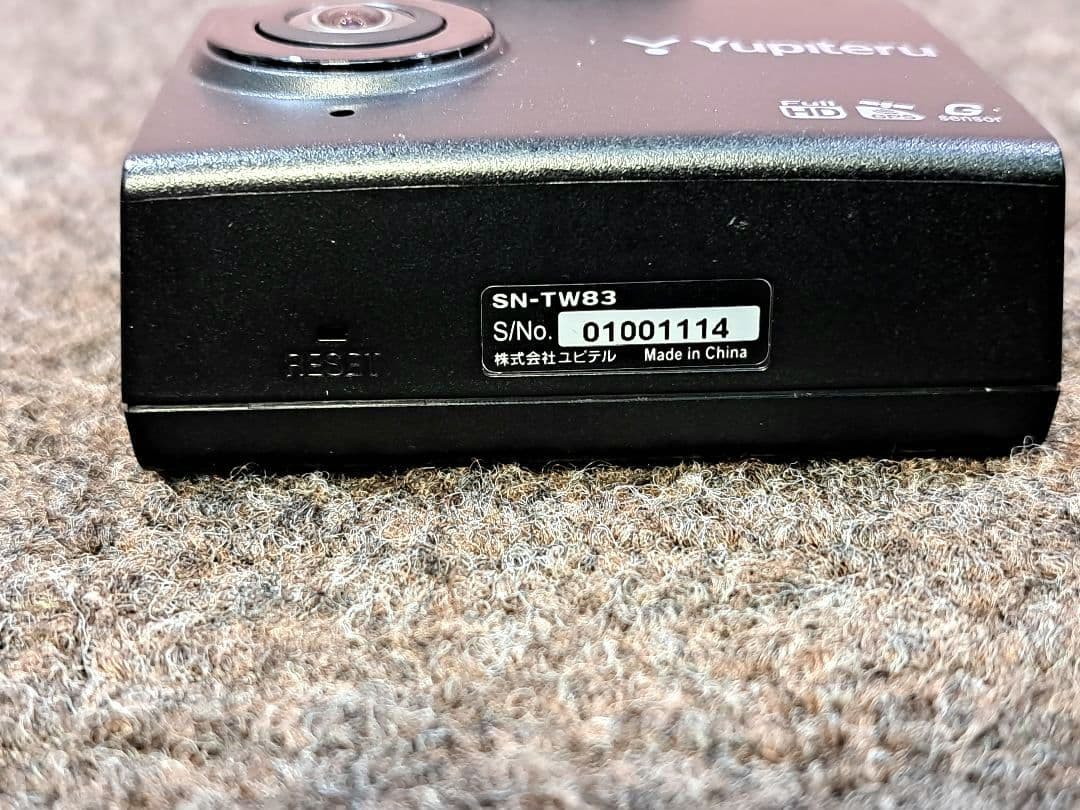 Yupiteru
Full HD GPS G sensor
RESET
SN-TW83
S/No. 01001114
株式会社ユピテル Made in China